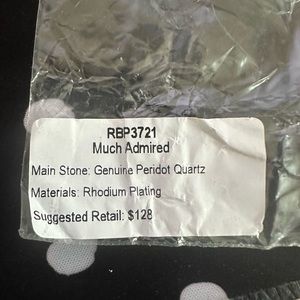 RBP3721
Much Admired
Main Stone: Genuine Peridot Quartz
Materials: Rhodium Plating
Suggested Retail: $128